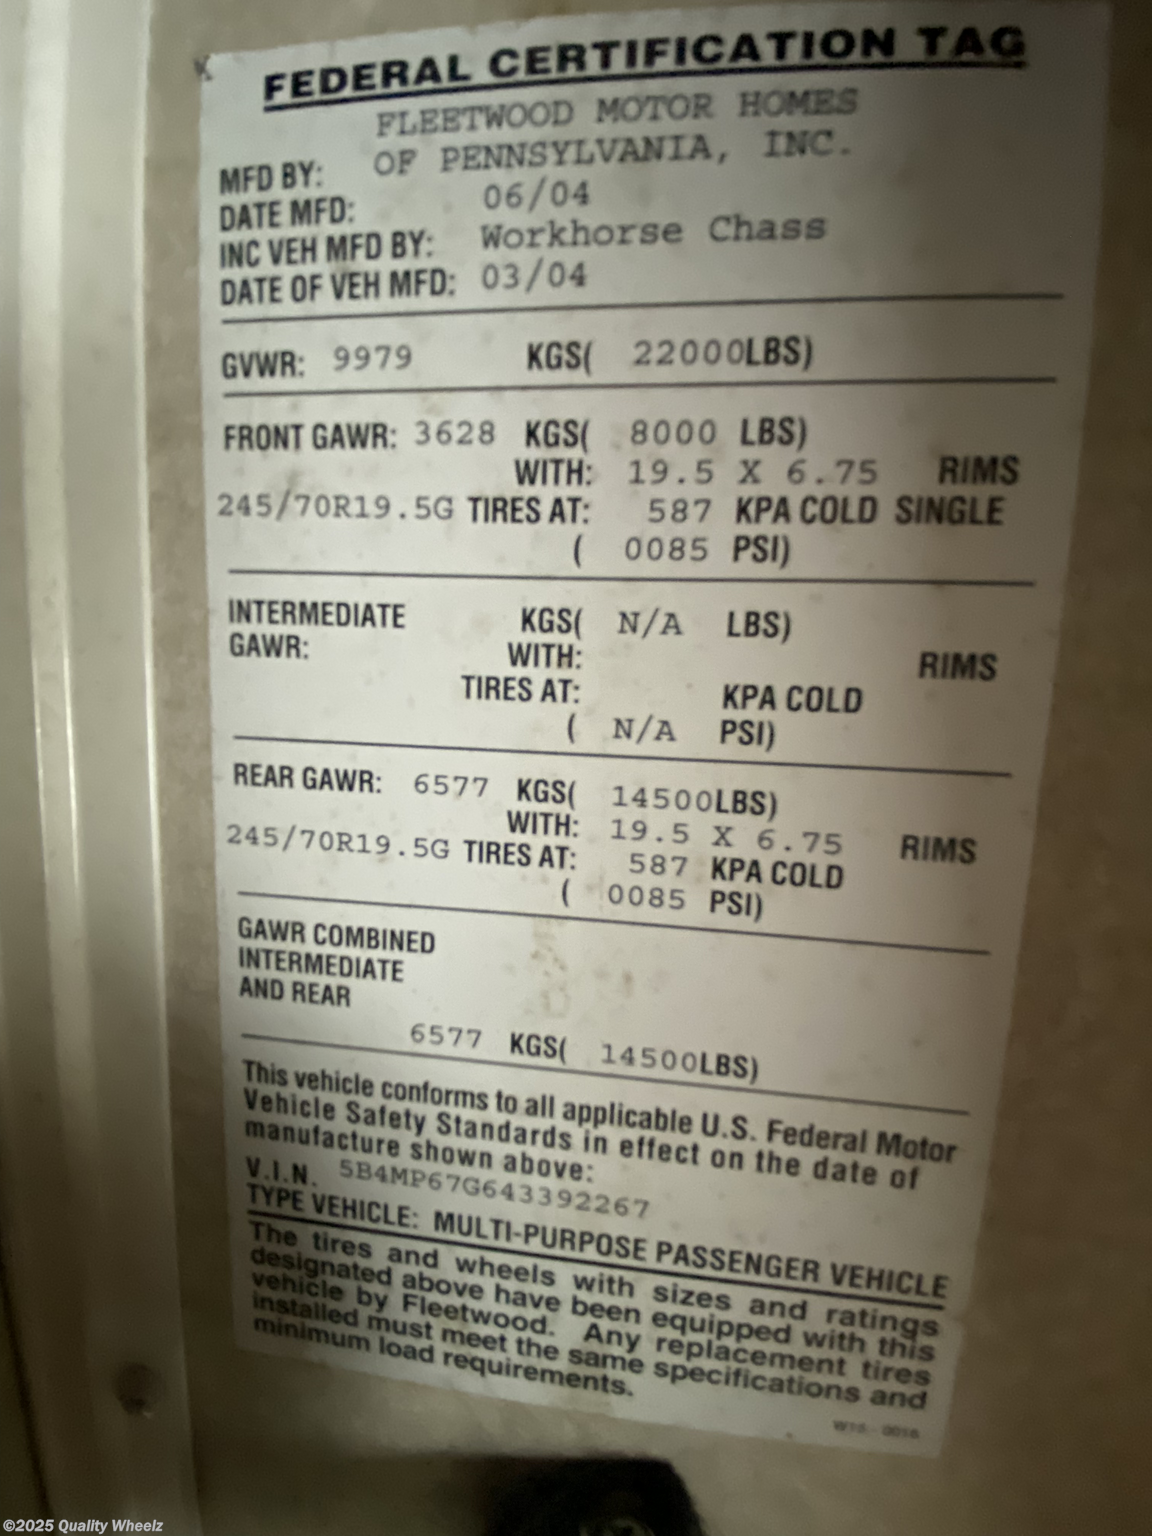 FEDERAL CERTIFICATION TAG
FLEETWOOD MOTOR HOMES
MFD BY: OF PENNSYLVANIA, INC.
DATE MFD: 06/04
INC VEH MFD BY: Workhorse Chass
DATE OF VEH MFD: 03/04
GVWR: 9979 KGS( 22000LBS)
FRONT GAWR: 3628 KGS( 8000 LBS)
WITH: 19.5 X 6.75 RIMS
245/70R19.5G TIRES AT: 587 KPA COLD SINGLE
( 0085 PSI)
INTERMEDIATE KGS( N/A LBS)
GAWR: WITH: RIMS
TIRES AT: KPA COLD
( N/A PSI)
REAR GAWR: 6577 KGS( 14500LBS)
WITH: 19.5 X 6.75 RIMS
245/70R19.5G TIRES AT: 587 KPA COLD
( 0085 PSI)
GAWR COMBINED
INTERMEDIATE
AND REAR
6577 KGS( 14500LBS)
This vehicle conforms to all applicable U.S. Federal Motor
Vehicle Safety Standards in effect on the date of
manufacture shown above:
V.I.N. 5B4MP67G643392267
TYPE VEHICLE: MULTI-PURPOSE PASSENGER VEHICLE
The tires and wheels with sizes and ratings
designated above have been equipped with this
vehicle by Fleetwood. Any replacement tires
installed must meet the same specifications and
minimum load requirements.
©2025 Quality Wheelz